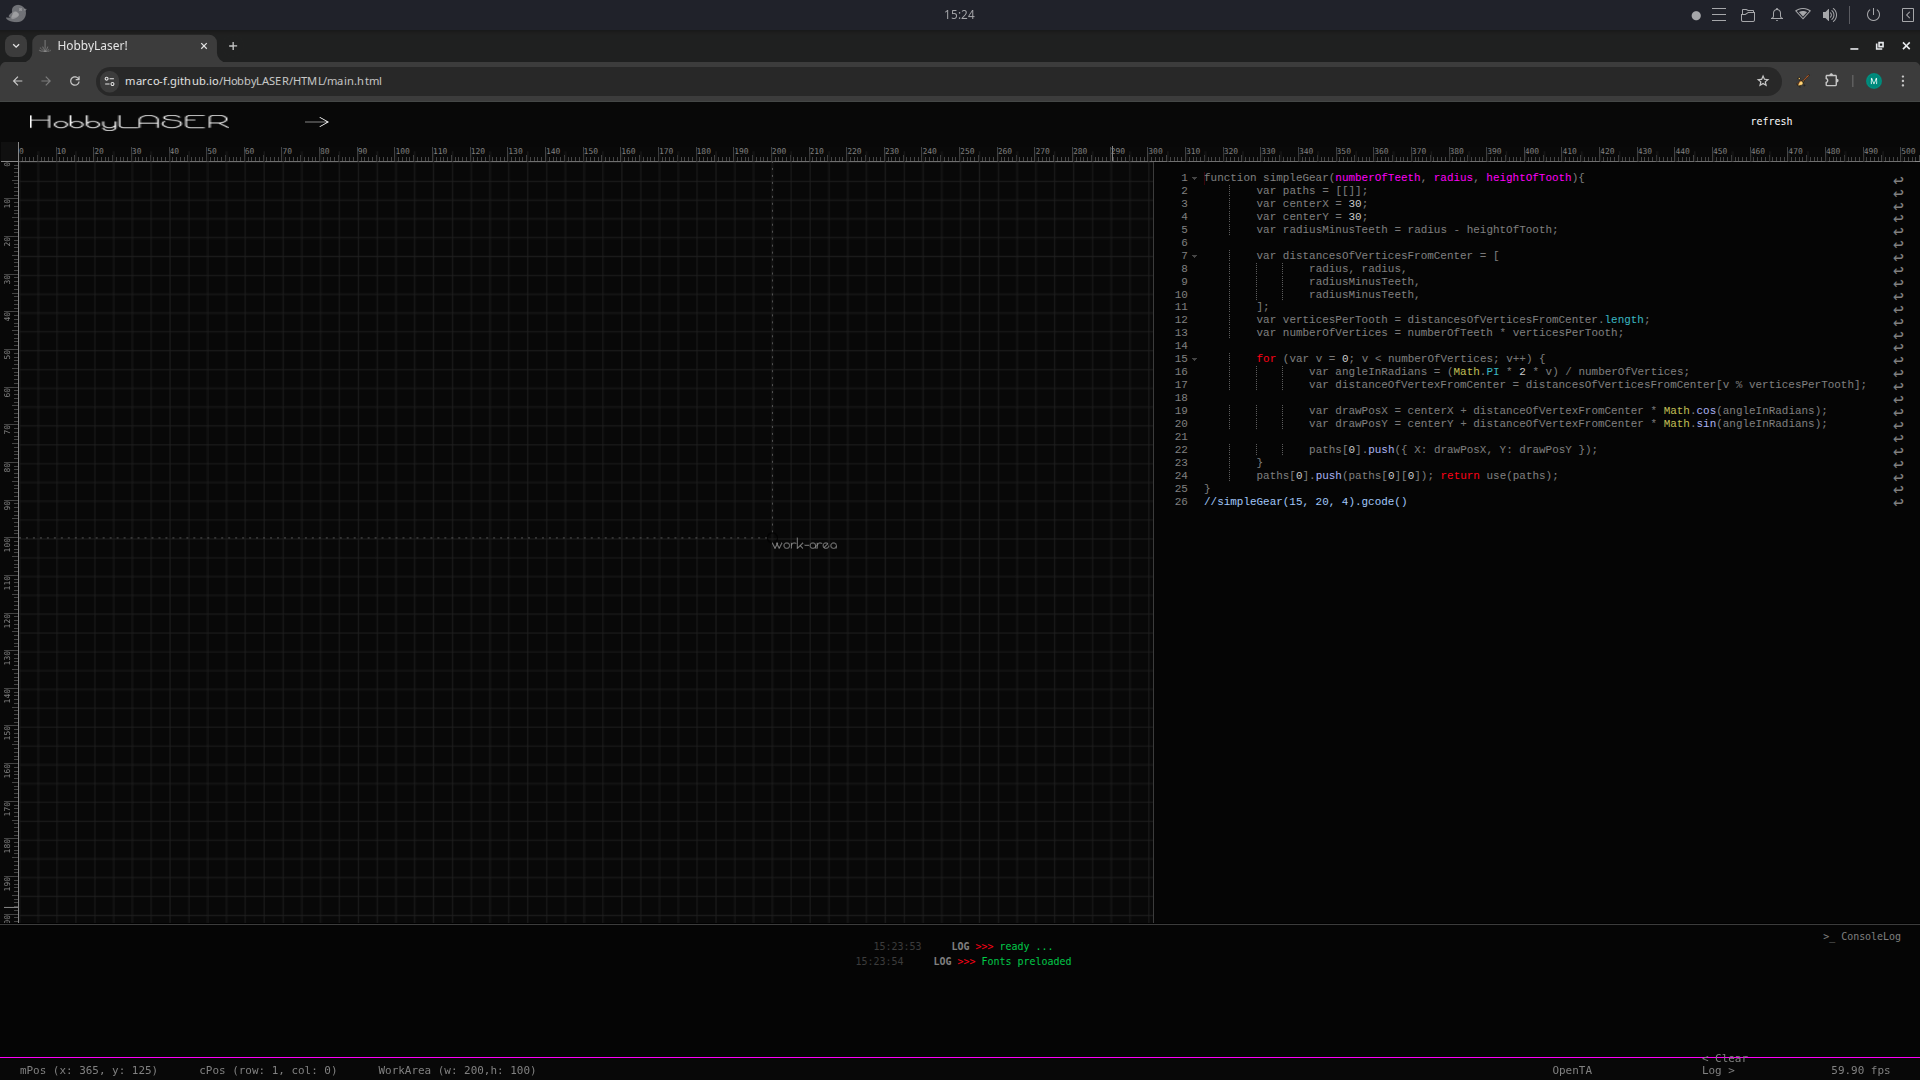 15:24
HobbyLaser!
marco-f.github.io/HobbyLASER/HTML/main.html
M
HobbyLASER
refresh
0 10 20 30 40 50 60 70 80 90 100 110 120 130 140 150 160 170 180 190 200 210 220 230 240 250 260 270 280 290 300 310 320 330 340 350 360 370 380 390 400 410 420 430 440 450 460 470 480 490 500
0
10
20
30
40
50
60
70
80
90
100
110
120
130
140
150
160
170
180
190
work-area
1 function simpleGear(numberOfTeeth, radius, heightOfTooth){
2 var paths = [[]];
3 var centerX = 30;
4 var centerY = 30;
5 var radiusMinusTeeth = radius - heightOfTooth;
6
7 var distancesOfVerticesFromCenter = [
8 radius, radius,
9 radiusMinusTeeth,
10 radiusMinusTeeth,
11 ];
12 var verticesPerTooth = distancesOfVerticesFromCenter.length;
13 var numberOfVertices = numberOfTeeth * verticesPerTooth;
14
15 for (var v = 0; v < numberOfVertices; v++) {
16 var angleInRadians = (Math.PI * 2 * v) / numberOfVertices;
17 var distanceOfVertexFromCenter = distancesOfVerticesFromCenter[v % verticesPerTooth];
18
19 var drawPosX = centerX + distanceOfVertexFromCenter * Math.cos(angleInRadians);
20 var drawPosY = centerY + distanceOfVertexFromCenter * Math.sin(angleInRadians);
21
22 paths[0].push({ X: drawPosX, Y: drawPosY });
23 }
24 paths[0].push(paths[0][0]); return use(paths);
25 }
26 //simpleGear(15, 20, 4).gcode()
>_ ConsoleLog
15:23:53 LOG >>> ready ...
15:23:54 LOG >>> Fonts preloaded
mPos (x: 365, y: 125) cPos (row: 1, col: 0) WorkArea (w: 200,h: 100)
OpenTA
< Clear
Log >
59.90 fps